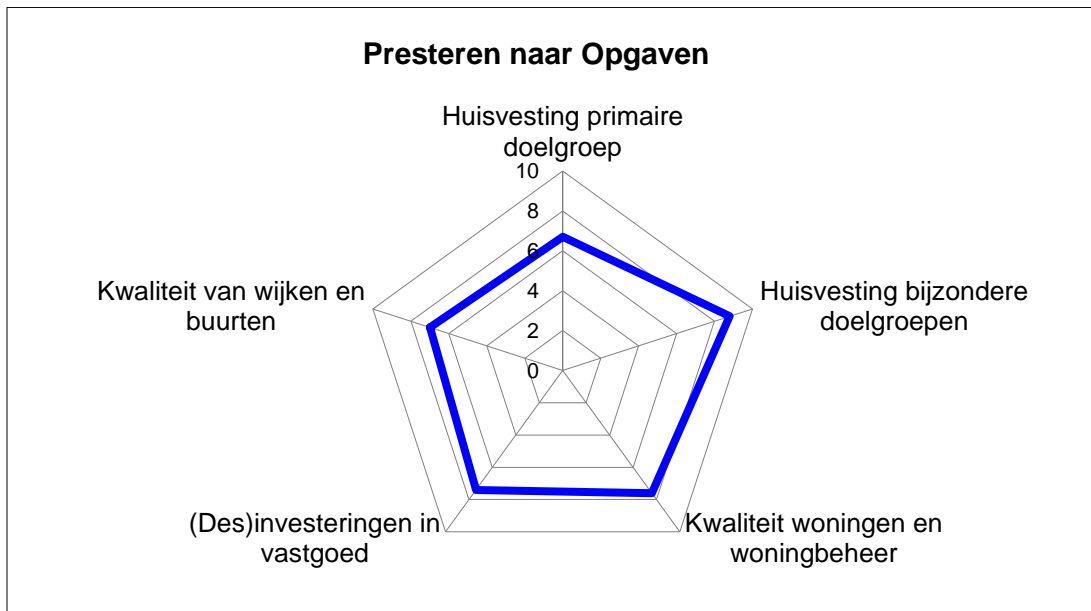 Presteren naar Opgaven
Huisvesting primaire
doelgroep
10
8
6
4
2
0
Huisvesting bijzondere
doelgroepen
Kwaliteit woningen en
woningbeheer
(Des)investeringen in
vastgoed
Kwaliteit van wijken en
buurten